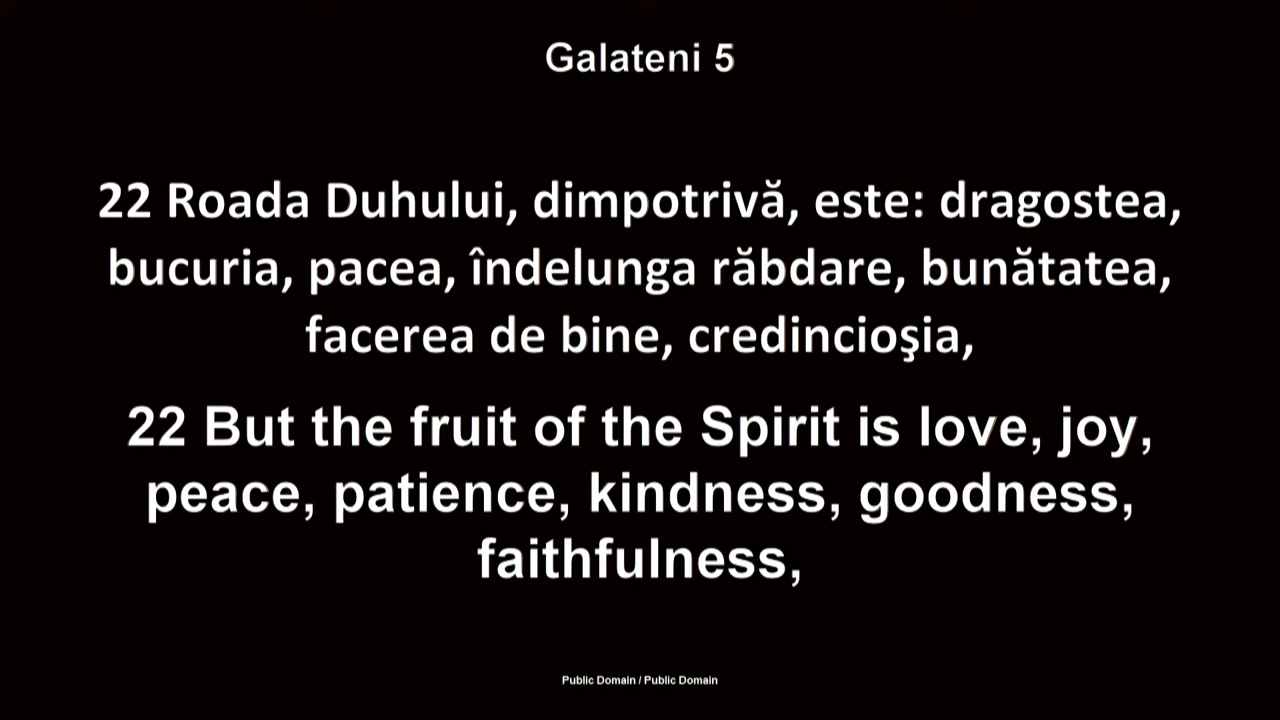 Galateni 5
22 Roada Duhului, dimpotrivă, este: dragostea,
bucuria, pacea, îndelunga răbdare, bunătatea,
facerea de bine, credincioşia,
22 But the fruit of the Spirit is love, joy,
peace, patience, kindness, goodness,
faithfulness,
Public Domain / Public Domain